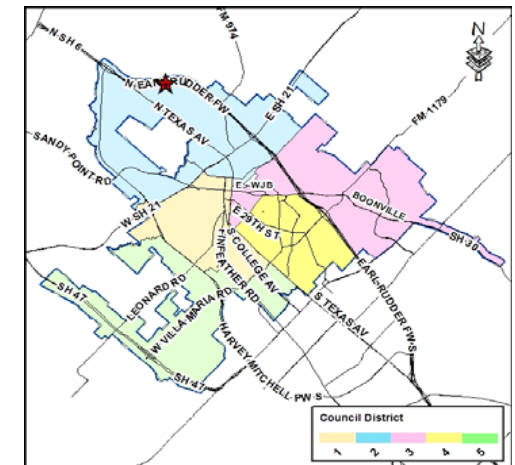 N SH 6
FM 974
N
N EARL RUDDER FW
E SH 21
N TEXAS AV
FM-1179
SANDY POINT RD
E WJB
BOONVILLE
W SH 21
E 29TH ST
SH-30
S COLLEGE AV
FINFEATHER RD
LEONARD RD
SH 47
W VILLA MARIA RD
S TEXAS AV
EARL RUDDER FW S
HARVEY MITCHELL PW S
SH 47
Council District
1 2 3 4 5